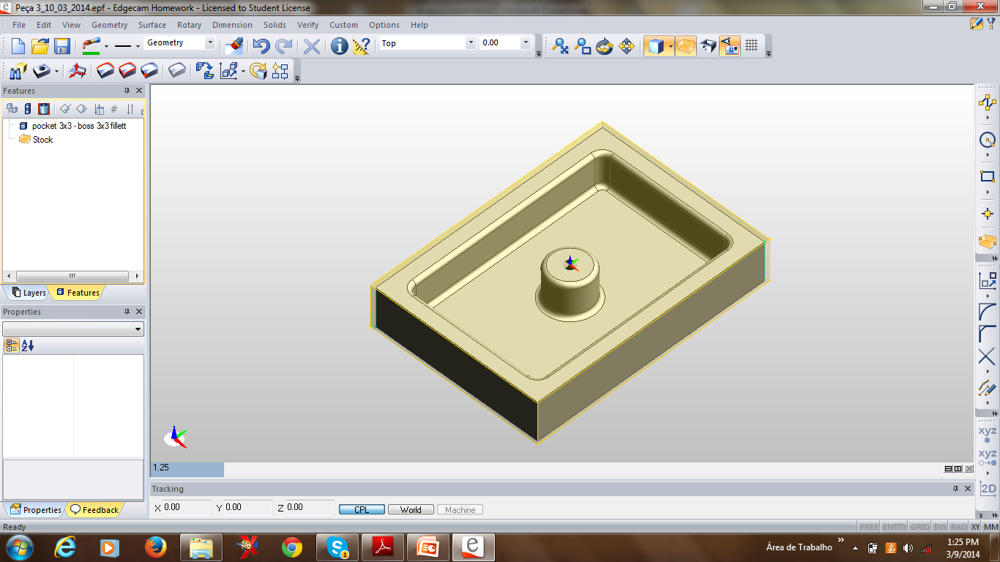 Peça 3_10_03_2014.epf - Edgecam Homework - Licensed to Student License
File Edit View Geometry Surface Rotary Dimension Solids Verify Custom Options Help
Geometry Top 0.00
Features
pocket 3x3 - boss 3x3 fillett
Stock
Layers Features
Properties
Properties Feedback
1.25
Tracking
X 0.00 Y 0.00 Z 0.00 CPL World Machine
xyz
xyz
2D
Ready FREE ENTITY GRID INS RAD XY MM
Área de Trabalho
1:25 PM
3/9/2014